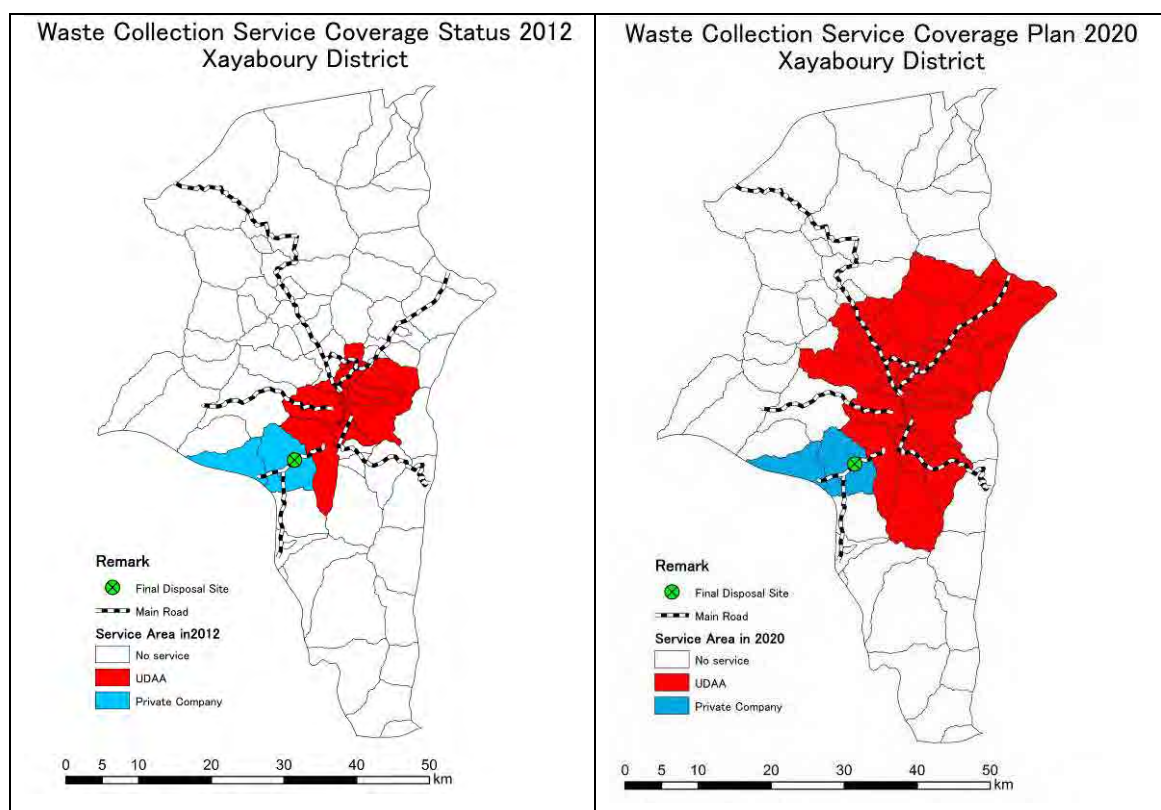 Waste Collection Service Coverage Status 2012
Xayaboury District
Remark
Final Disposal Site
Main Road
Service Area in2012
No service
UDAA
Private Company
0 10 20 30 40 50
km
Waste Collection Service Coverage Plan 2020
Xayaboury District
Remark
Final Disposal Site
Main Road
Service Area in 2020
No service
UDAA
Private Company
0 10 20 30 40 50
km